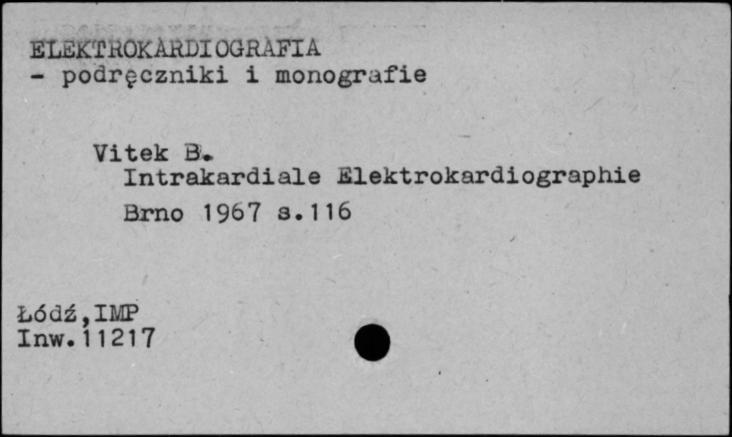 ELEKTROKARDIOGRAFIA
- podręczniki i monografie
Vitek B.
Intrakardiale Elektrokardiographie
Brno 1967 s.116
Łódź,IMP
Inw.11217